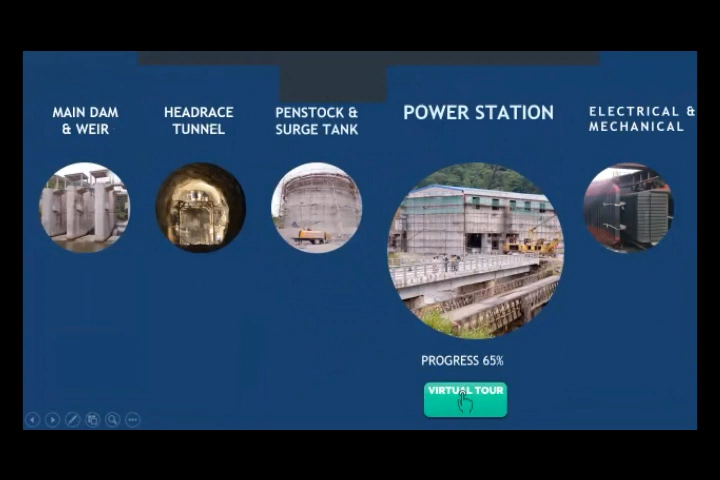 MAIN DAM
& WEIR
HEADRACE
TUNNEL
PENSTOCK &
SURGE TANK
POWER STATION
ELECTRICAL &
MECHANICAL
PROGRESS 65%
VIRTUAL TOUR